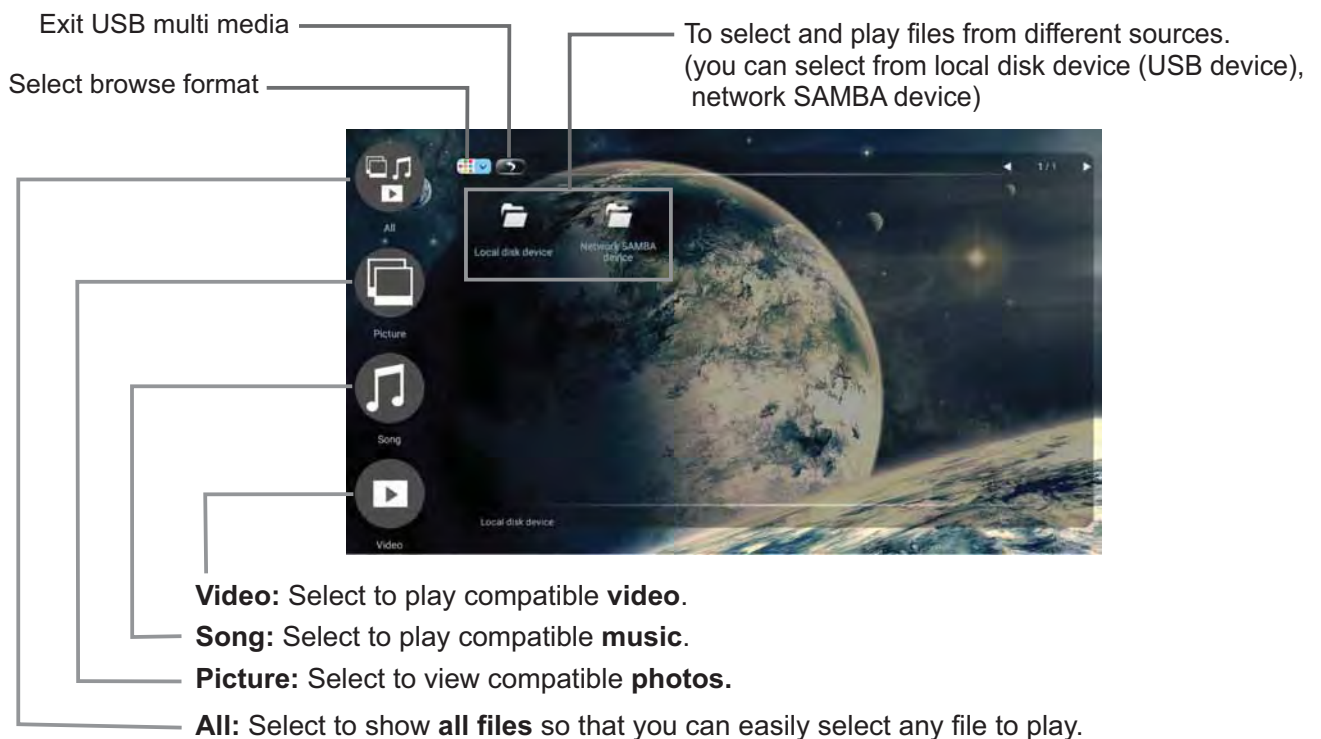 Exit USB multi media
Select browse format
To select and play files from different sources.
(you can select from local disk device (USB device),
network SAMBA device)
1/1
All
Local disk device
Network SAMBA
device
Picture
Song
Local disk device
Video
Video: Select to play compatible video.
Song: Select to play compatible music.
Picture: Select to view compatible photos.
All: Select to show all files so that you can easily select any file to play.